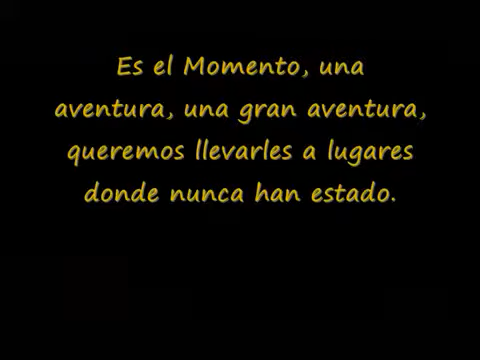 Es el Momento, una
aventura, una gran aventura,
queremos llevarles a lugares
donde nunca han estado.